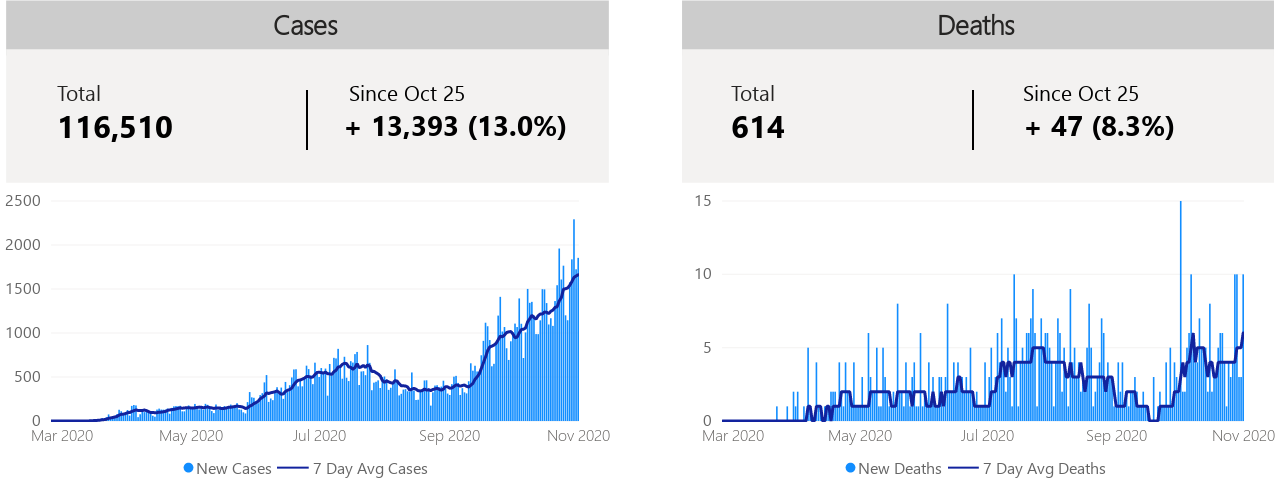 Cases
Total
Since Oct 25
116,510
+ 13,393 (13.0%)
2500
2000
1500
1000
500
0
Mar 2020 May 2020 Jul 2020 Sep 2020 Nov 2020
New Cases 7 Day Avg Cases
Deaths
Total
Since Oct 25
614
+ 47 (8.3%)
15
10
5
0
Mar 2020 May 2020 Jul 2020 Sep 2020 Nov 2020
New Deaths 7 Day Avg Deaths